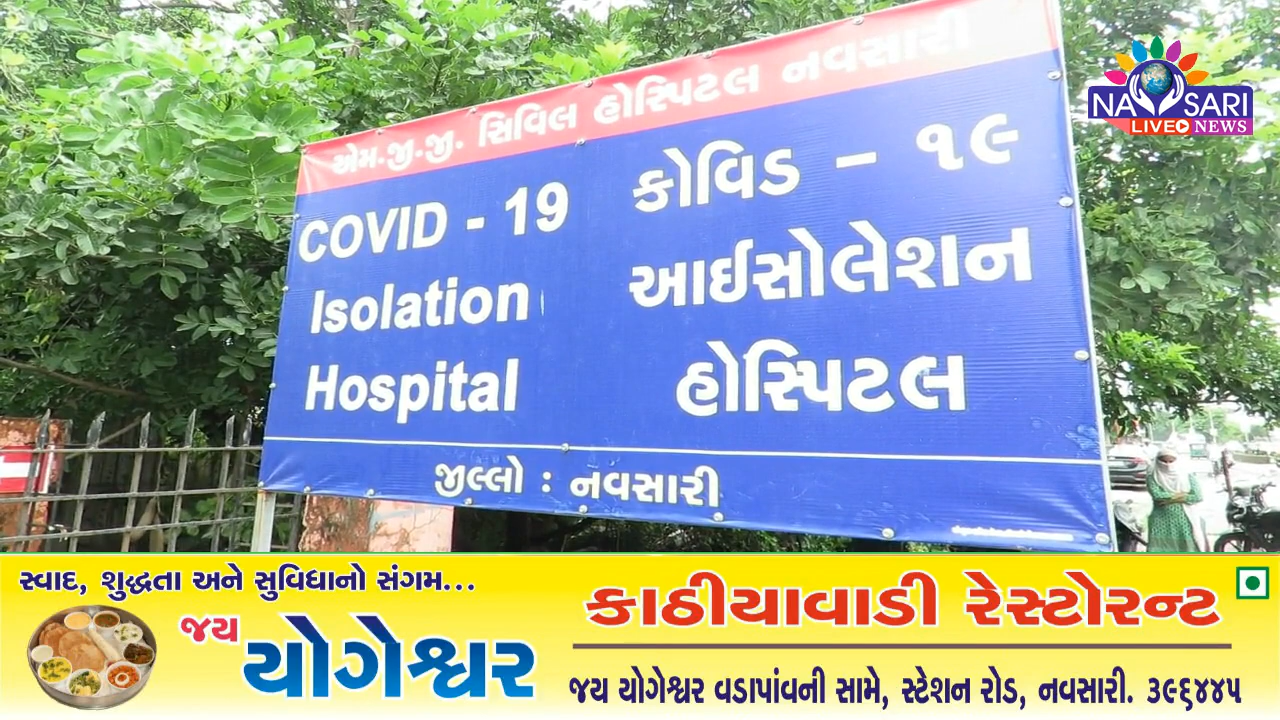 એમ.જી.જી. સિવિલ હોસ્પિટલ નવસારી
COVID - 19
Isolation
Hospital
કોવિડ – ૧૯
આઈસોલેશન
હોસ્પિટલ
જીલ્લો : નવસારી
NAVSARI
LIVE NEWS
સ્વાદ, શુદ્ધતા અને સુવિધાનો સંગમ...
જય યોગેશ્વર
કાઠીયાવાડી રેસ્ટોરન્ટ
જય યોગેશ્વર વડાપાંવની સામે, સ્ટેશન રોડ, નવસારી. ૩૯૬૪૪૫